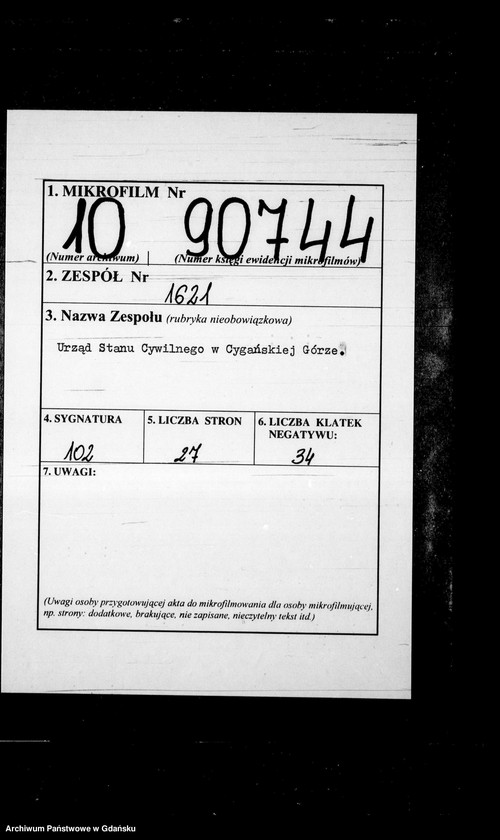 1. MIKROFILM Nr
10 90744
(Numer archiwum) (Numer księgi ewidencji mikrofilmów)
2. ZESPÓŁ Nr
1621
3. Nazwa Zespołu (rubryka nieobowiązkowa)
Urząd Stanu Cywilnego w Cygańskiej Górze.
4. SYGNATURA
102
5. LICZBA STRON
27
6. LICZBA KLATEK
NEGATYWU:
34
7. UWAGI:
(Uwagi osoby przygotowującej akta do mikrofilmowania dla osoby mikrofilmującej,
np. strony: dodatkowe, brakujące, nie zapisane, nieczytelny tekst itd.)
Archiwum Państwowe w Gdańsku